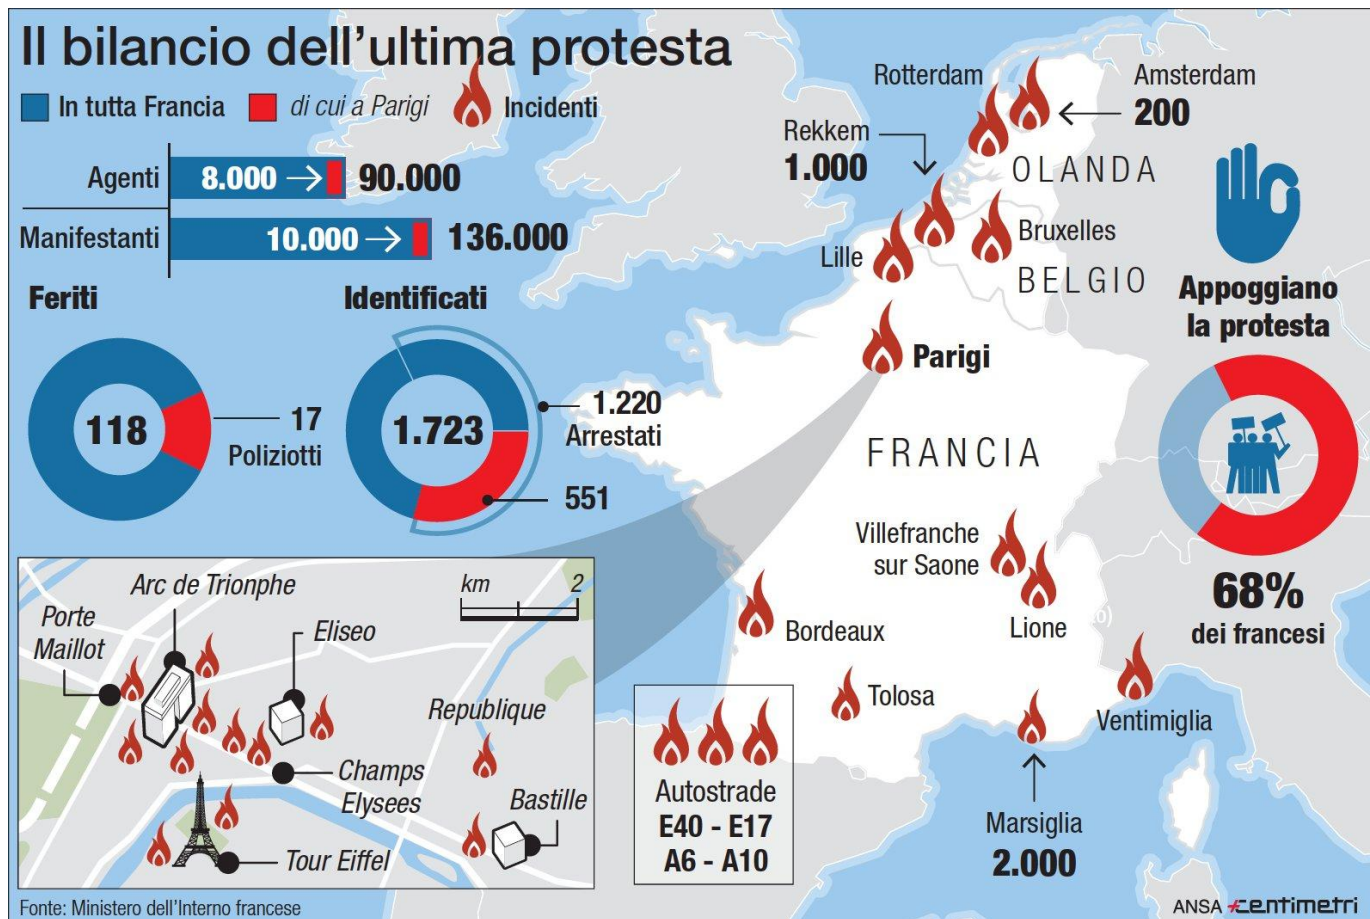 Il bilancio dell'ultima protesta
In tutta Francia
di cui a Parigi
Incidenti
Agenti
8.000
90.000
Manifestanti
10.000
136.000
Feriti
118
17
Poliziotti
Identificati
1.723
1.220
Arrestati
551
Arc de Trionphe
Porte
Maillot
Eliseo
km
2
Republique
Champs
Elysees
Bastille
Tour Eiffel
Fonte: Ministero dell'Interno francese
Rotterdam
Amsterdam
200
Rekkem
1.000
OLANDA
Bruxelles
Lille
BELGIO
Parigi
FRANCIA
Villefranche
sur Saone
Lione
Bordeaux
Tolosa
Ventimiglia
Marsiglia
2.000
Autostrade
E40 - E17
A6 - A10
Appoggiano
la protesta
68%
dei francesi
ANSA centimetri